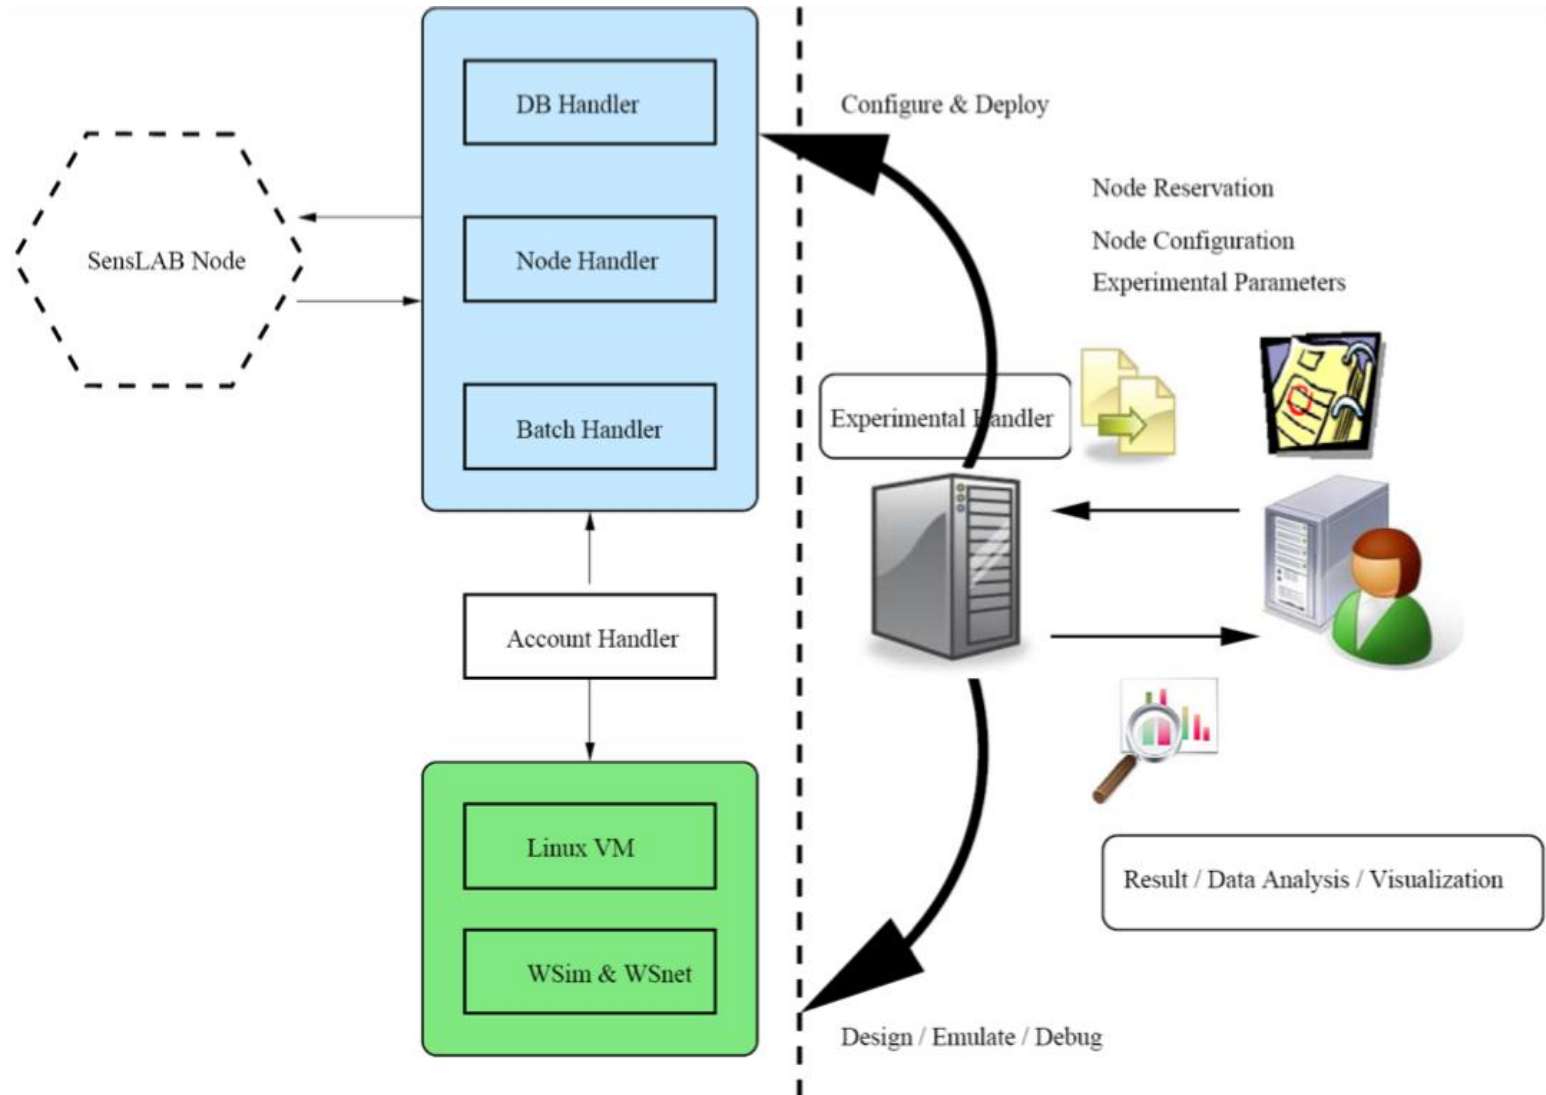 DB Handler
Configure & Deploy
Node Reservation
SensLAB Node
Node Handler
Node Configuration
Experimental Parameters
Batch Handler
Experimental Handler
Account Handler
Linux VM
Result / Data Analysis / Visualization
WSim & WSnet
Design / Emulate / Debug